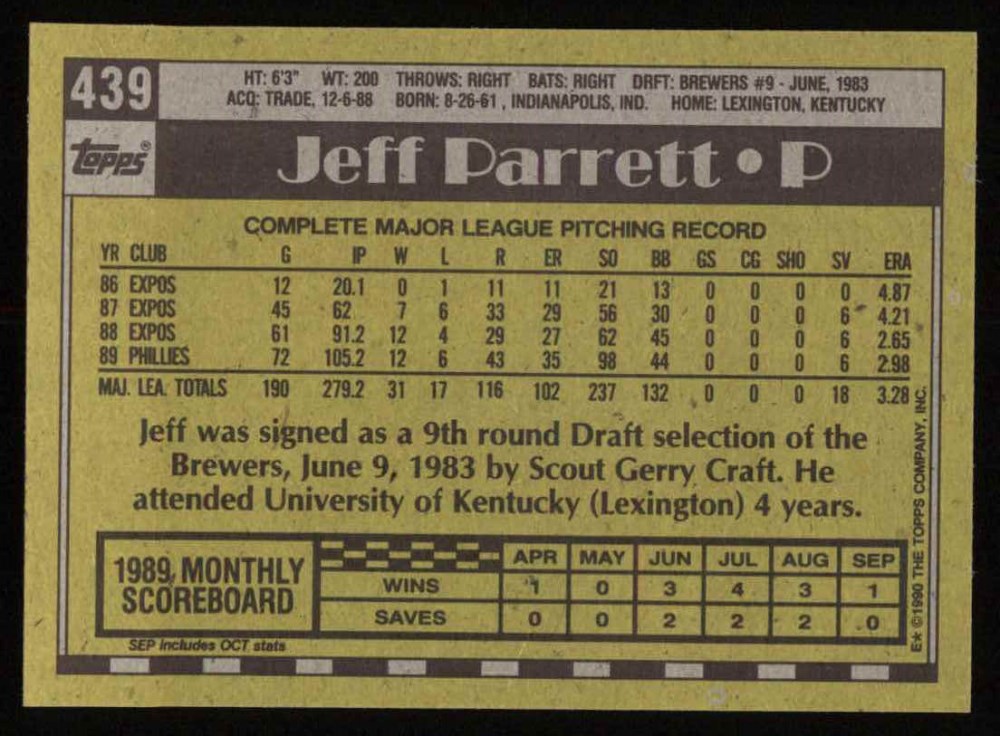 439
HT: 6'3" WT: 200 THROWS: RIGHT BATS: RIGHT DRFT: BREWERS #9 - JUNE, 1983
ACQ: TRADE, 12-6-88 BORN: 8-26-61, INDIANAPOLIS, IND. HOME: LEXINGTON, KENTUCKY
topps®
Jeff Parrett • P
COMPLETE MAJOR LEAGUE PITCHING RECORD
YR CLUB G IP W L R ER SO BB GS CG SHO SV ERA
86 EXPOS 12 20.1 0 1 11 11 21 13 0 0 0 0 4.87
87 EXPOS 45 62 7 6 33 29 56 30 0 0 0 6 4.21
88 EXPOS 61 91.2 12 4 29 27 62 45 0 0 0 6 2.65
89 PHILLIES 72 105.2 12 6 43 35 98 44 0 0 0 6 2.98
MAJ. LEA. TOTALS 190 279.2 31 17 116 102 237 132 0 0 0 18 3.28
Jeff was signed as a 9th round Draft selection of the
Brewers, June 9, 1983 by Scout Gerry Craft. He
attended University of Kentucky (Lexington) 4 years.
1989 MONTHLY
SCOREBOARD
APR MAY JUN JUL AUG SEP
WINS 1 0 3 4 3 1
SAVES 0 0 2 2 2 0
SEP includes OCT stats
E* ©1990 THE TOPPS COMPANY, INC.